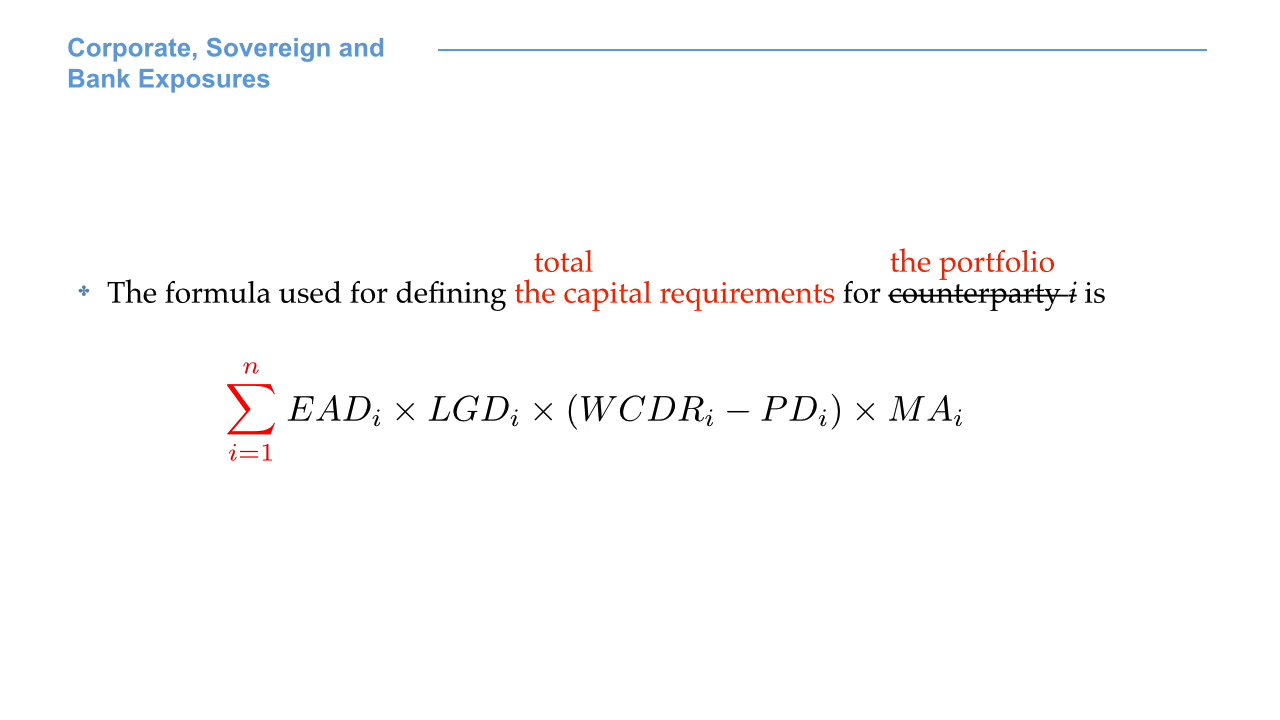 Corporate, Sovereign and
Bank Exposures
total the portfolio
The formula used for defining the capital requirements for counterparty i is
n
∑ EAD_i × LGD_i × (WCDR_i − PD_i) × MA_i
i=1